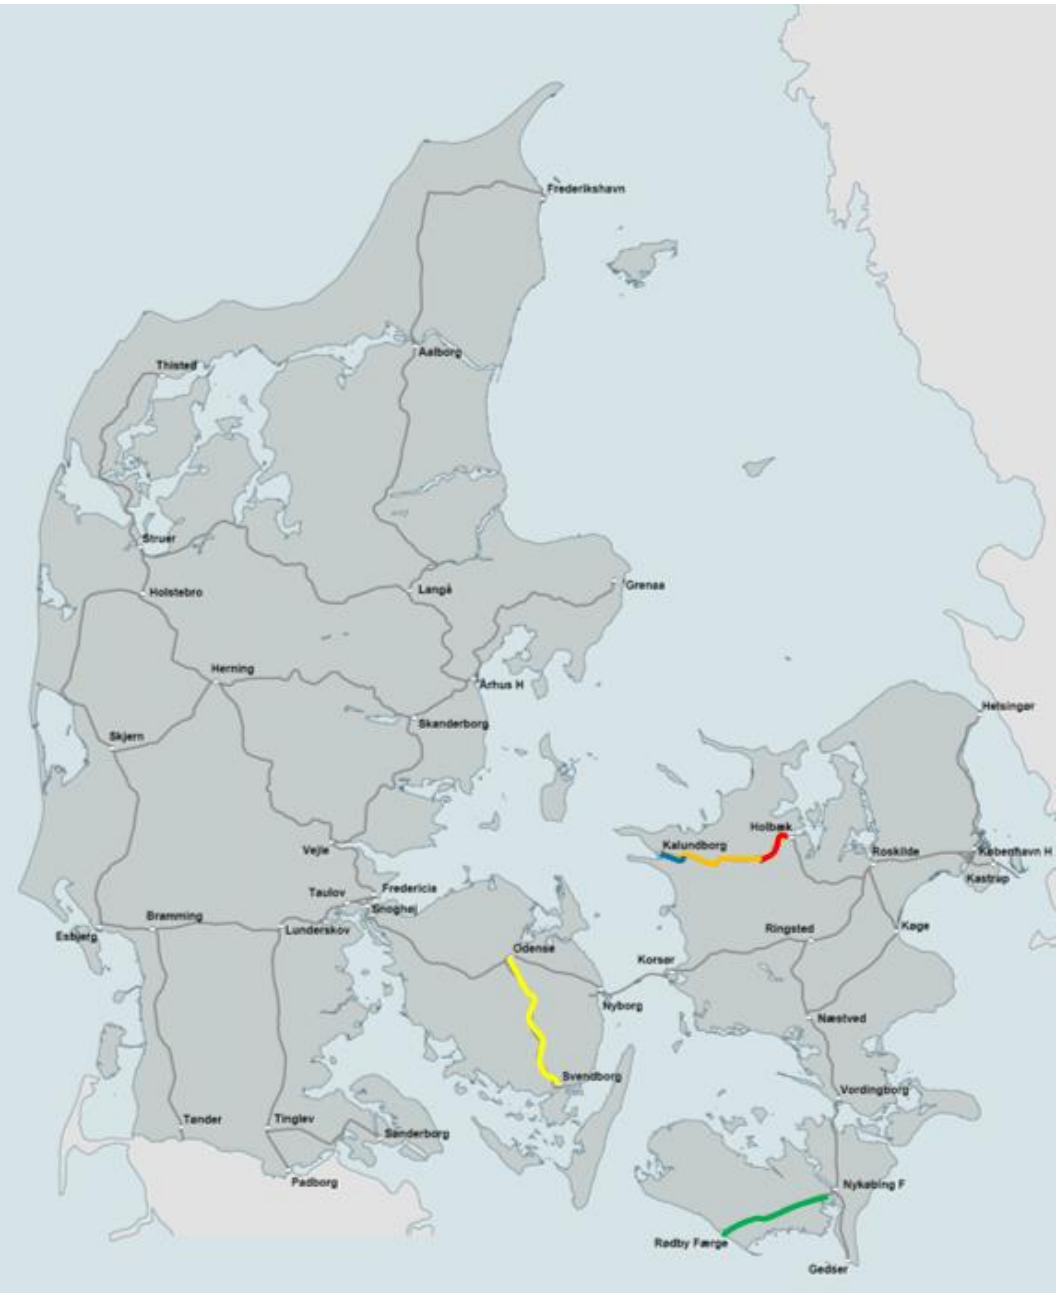 Frederikshavn
Aalborg
Thisted
Struer
Holstebro
Langå
Grenaa
Herning
Århus H
Skanderborg
Helsingør
Skjern
Holbæk
Kalundborg
Roskilde
København H
Vejle
Kastrup
Taulov
Fredericia
Snoghøj
Bramming
Esbjerg
Lunderskov
Ringsted
Køge
Odense
Korsør
Nyborg
Næstved
Svendborg
Vordingborg
Tønder
Tinglev
Sønderborg
Padborg
Nykøbing F
Rødby Færge
Gedser